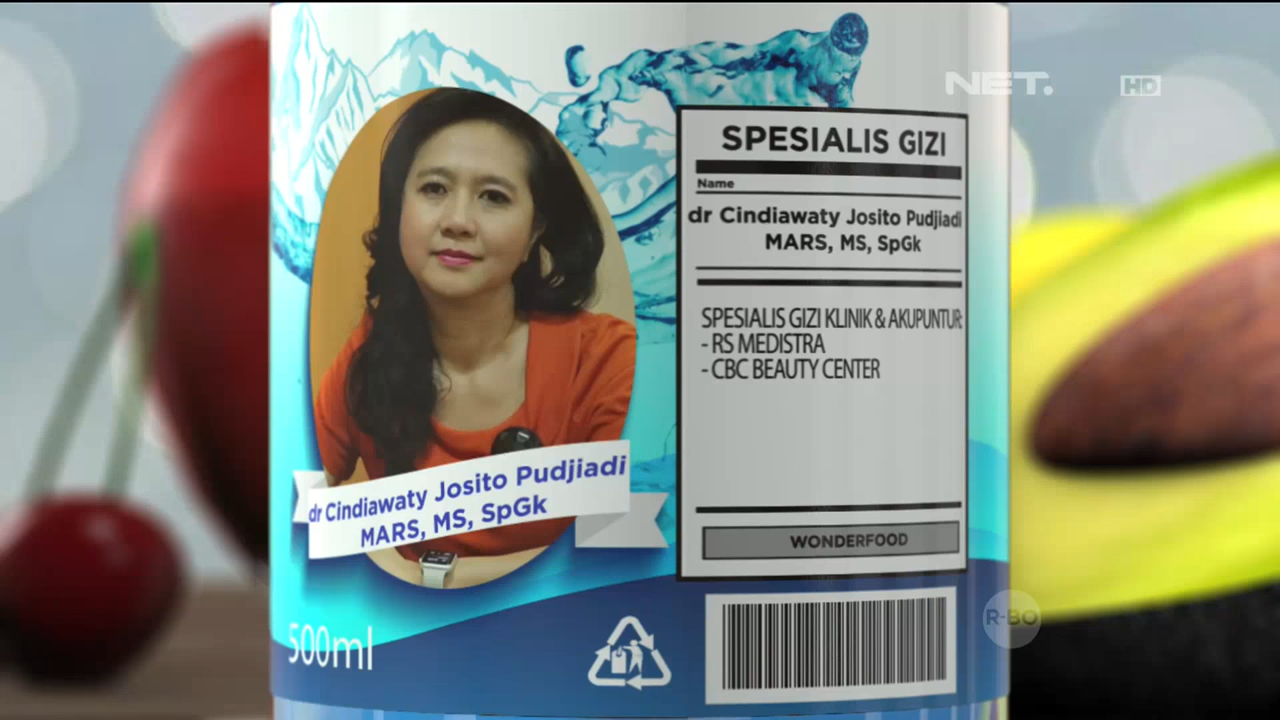 NET.
HD
SPESIALIS GIZI
Name
dr Cindiawaty Josito Pudjiadi
MARS, MS, SpGk
SPESIALIS GIZI KLINIK & AKUPUNTUR:
- RS MEDISTRA
- CBC BEAUTY CENTER
WONDERFOOD
dr Cindiawaty Josito Pudjiadi
MARS, MS, SpGk
500ml
R-BO